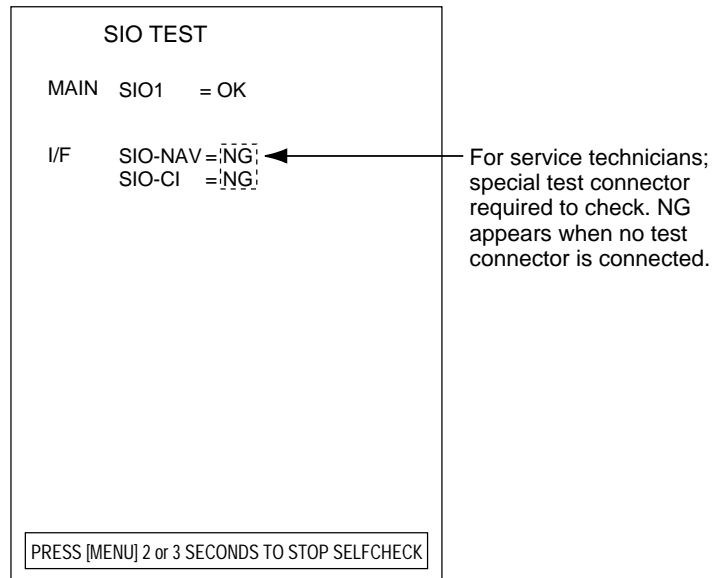 SIO TEST
MAIN SIO1 = OK
I/F SIO-NAV = NG
SIO-CI = NG
For service technicians;
special test connector
required to check. NG
appears when no test
connector is connected.
PRESS [MENU] 2 or 3 SECONDS TO STOP SELFCHECK